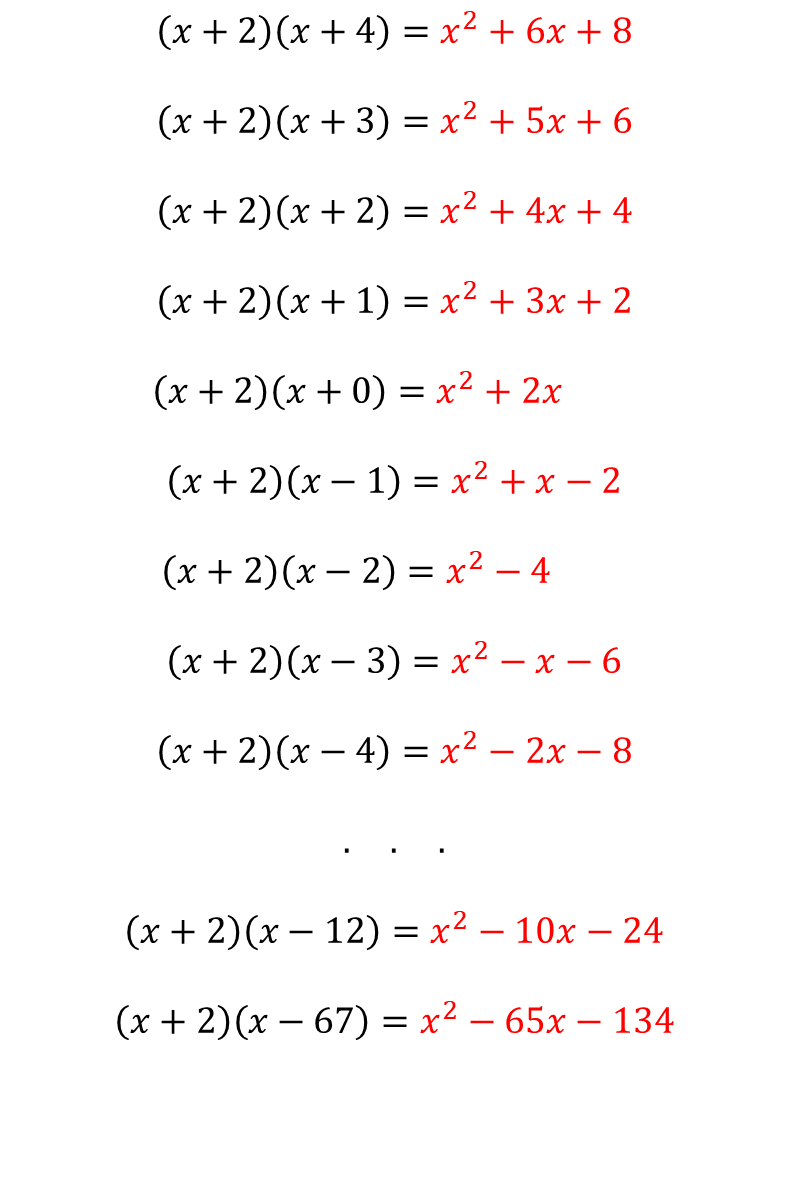 (x + 2)(x + 4) = x² + 6x + 8
(x + 2)(x + 3) = x² + 5x + 6
(x + 2)(x + 2) = x² + 4x + 4
(x + 2)(x + 1) = x² + 3x + 2
(x + 2)(x + 0) = x² + 2x
(x + 2)(x − 1) = x² + x − 2
(x + 2)(x − 2) = x² − 4
(x + 2)(x − 3) = x² − x − 6
(x + 2)(x − 4) = x² − 2x − 8
. . .
(x + 2)(x − 12) = x² − 10x − 24
(x + 2)(x − 67) = x² − 65x − 134